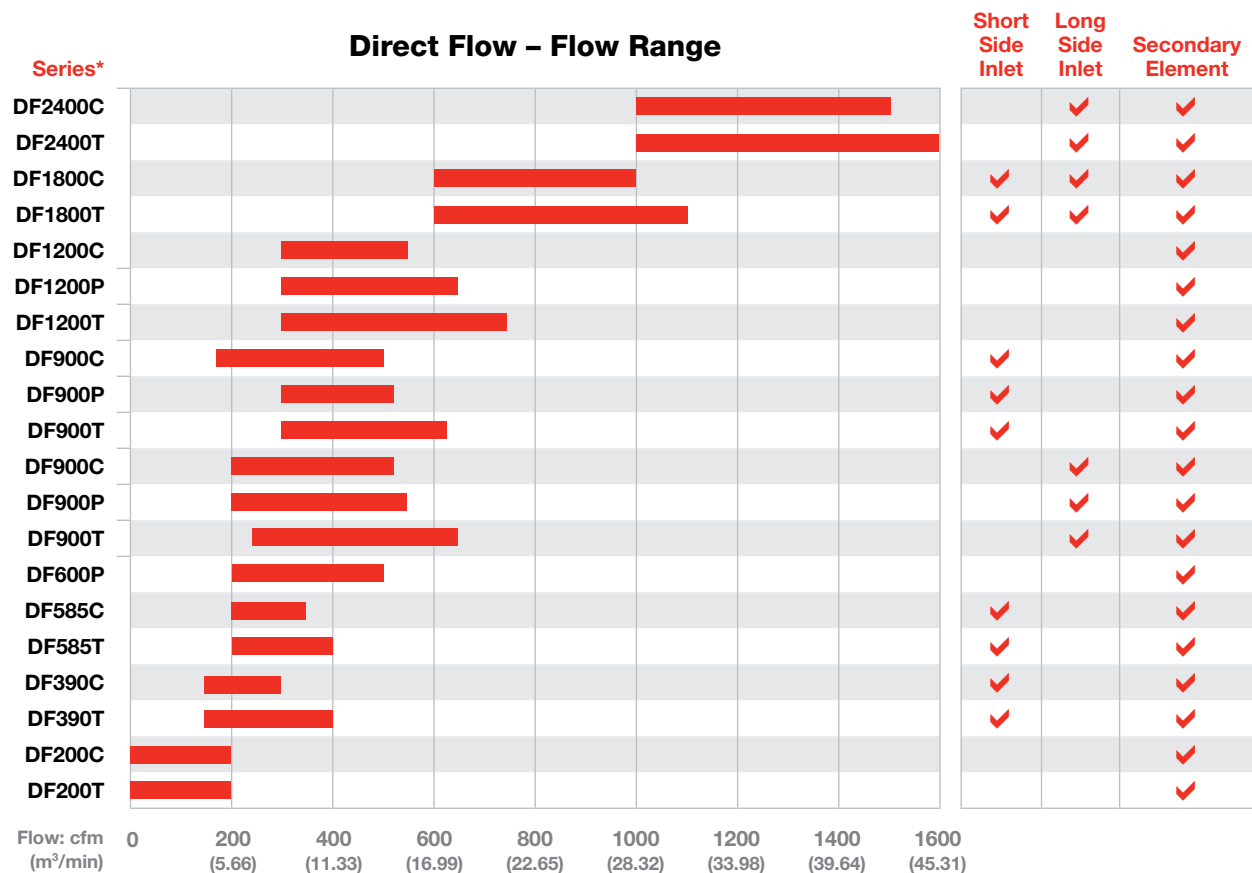 Direct Flow – Flow Range
Short
Side
Inlet
Long
Side
Inlet
Secondary
Element
Series*
DF2400C
DF2400T
DF1800C
DF1800T
DF1200C
DF1200P
DF1200T
DF900C
DF900P
DF900T
DF900C
DF900P
DF900T
DF600P
DF585C
DF585T
DF390C
DF390T
DF200C
DF200T
Flow: cfm 0 200 400 600 800 1000 1200 1400 1600
(m³/min) (5.66) (11.33) (16.99) (22.65) (28.32) (33.98) (39.64) (45.31)